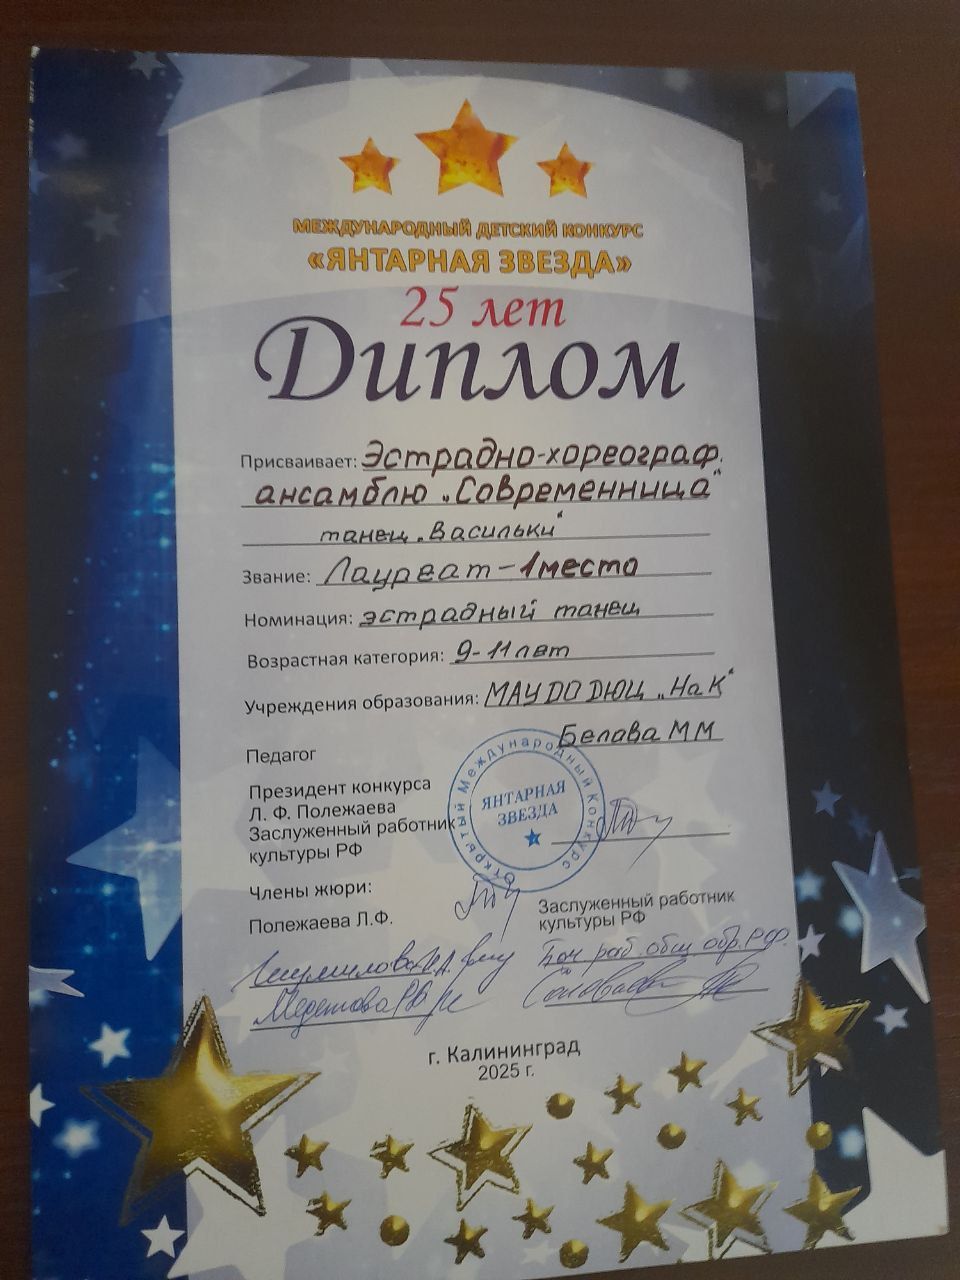 МЕЖДУНАРОДНЫЙ ДЕТСКИЙ КОНКУРС
«ЯНТАРНАЯ ЗВЕЗДА»
25 лет
Диплом
Присваивает: Эстрадно-хореограф.
ансамблю „Современница"
танец „Васильки"
Звание: Лауреат - 1 место
Номинация: эстрадный танец
Возрастная категория: 9-11 лет
Учреждения образования: МАУ ДО ДЮЦ „На К"
Педагог Белава М М
Президент конкурса
Л. Ф. Полежаева
Заслуженный работник
культуры РФ
Открытый Международный Конкурс
ЯНТАРНАЯ
ЗВЕЗДА
Члены жюри:
Полежаева Л.Ф.
Заслуженный работник
культуры РФ
Поч раб. общ обр. РФ.
г. Калининград
2025 г.